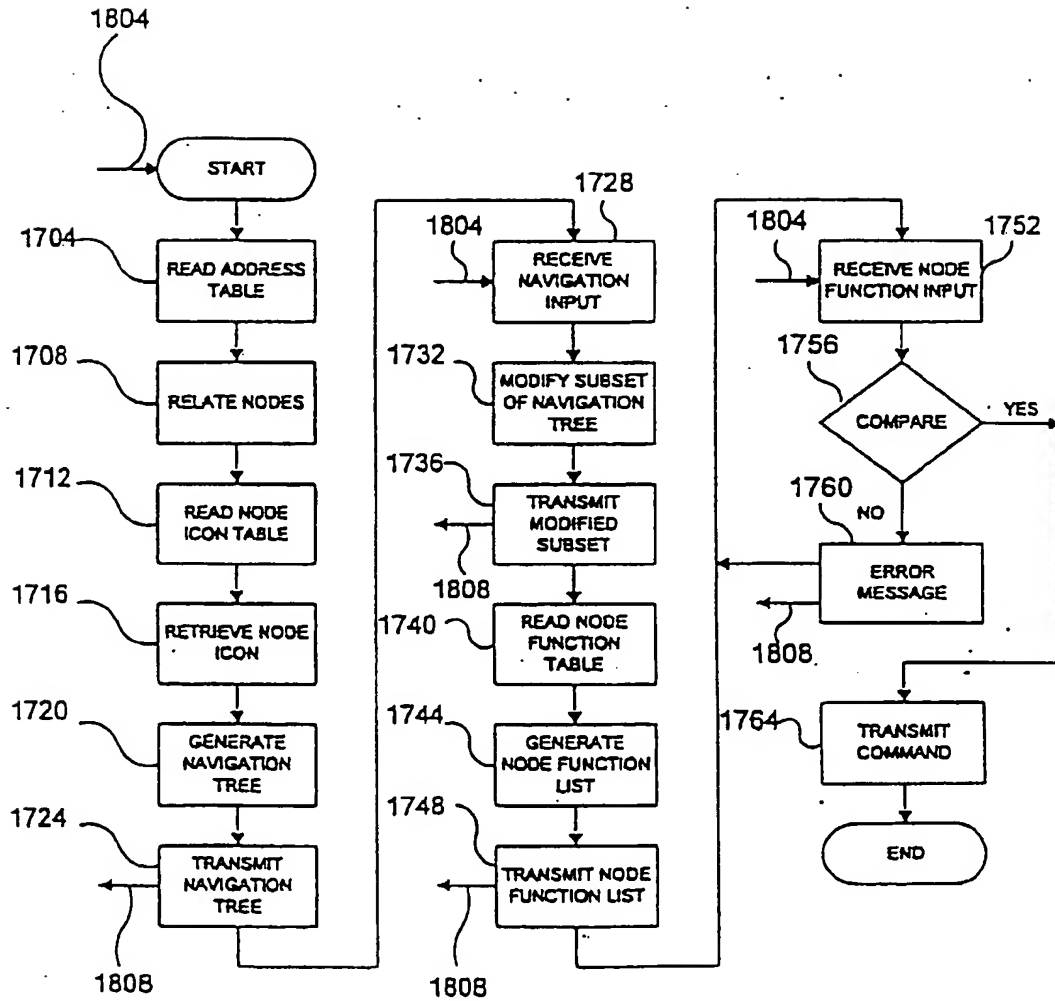 1804
START
1704
READ ADDRESS
TABLE
1708
RELATE NODES
1712
READ NODE
ICON TABLE
1716
RETRIEVE NODE
ICON
1720
GENERATE
NAVIGATION
TREE
1724
TRANSMIT
NAVIGATION
TREE
1808
1728
1804
RECEIVE
NAVIGATION
INPUT
1732
MODIFY SUBSET
OF NAVIGATION
TREE
1736
TRANSMIT
MODIFIED
SUBSET
1808
1740
READ NODE
FUNCTION
TABLE
1744
GENERATE
NODE FUNCTION
LIST
1748
TRANSMIT NODE
FUNCTION LIST
1808
1804
1752
RECEIVE NODE
FUNCTION INPUT
1756
COMPARE
YES
1760
NO
ERROR
MESSAGE
1808
1764
TRANSMIT
COMMAND
END